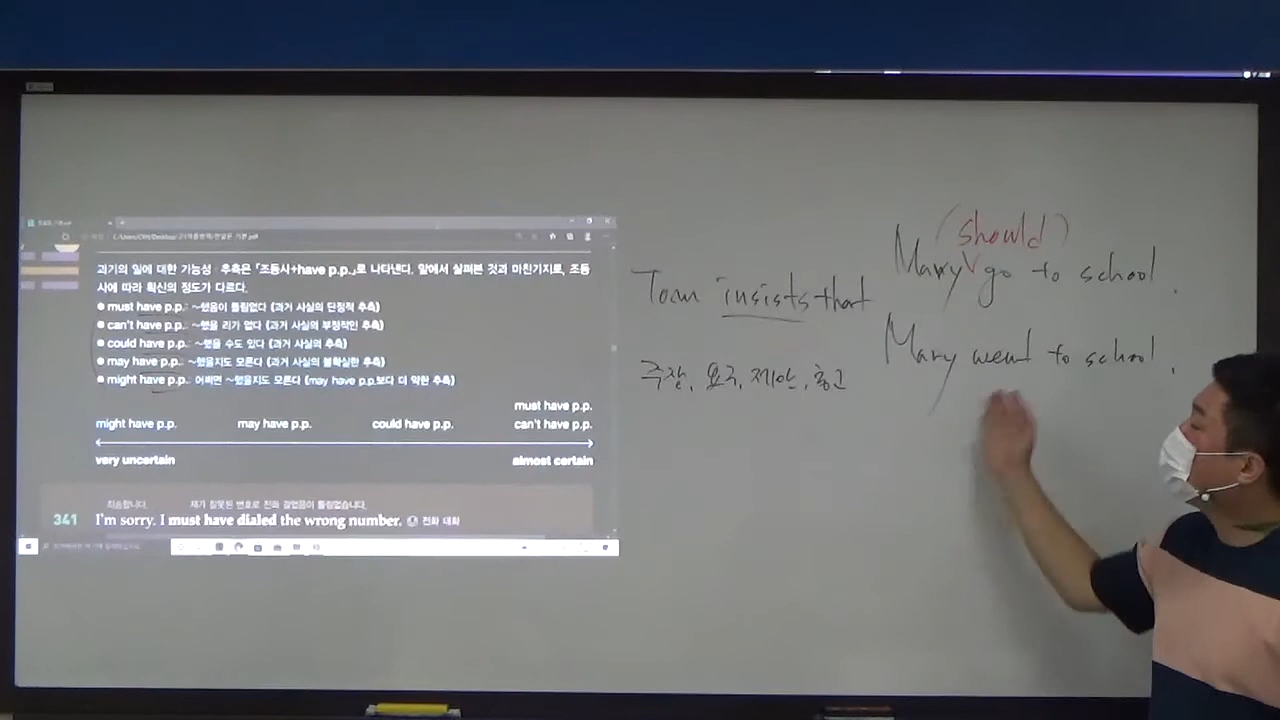 과거의 일에 대한 가능성 · 추측은 「조동사+have p.p.」로 나타낸다. 앞에서 살펴본 것과 마찬가지로, 조동
사에 따라 확신의 정도가 다르다.
● must have p.p.: ~했음이 틀림없다 (과거 사실의 단정적 추측)
● can't have p.p.: ~했을 리가 없다 (과거 사실의 부정적인 추측)
● could have p.p.: ~했을 수도 있다 (과거 사실의 추측)
● may have p.p.: ~했을지도 모른다 (과거 사실의 불확실한 추측)
● might have p.p.: 어쩌면 ~했을지도 모른다 (may have p.p.보다 더 약한 추측)
must have p.p.
might have p.p. may have p.p. could have p.p. can't have p.p.
very uncertain almost certain
죄송합니다. 제가 잘못된 번호로 전화 걸었음이 틀림없습니다.
341 I'm sorry. I must have dialed the wrong number. 전화 대화
(should)
Mary go to school.
Tom insists that
Mary went to school.
주장, 요구, 제안, 충고